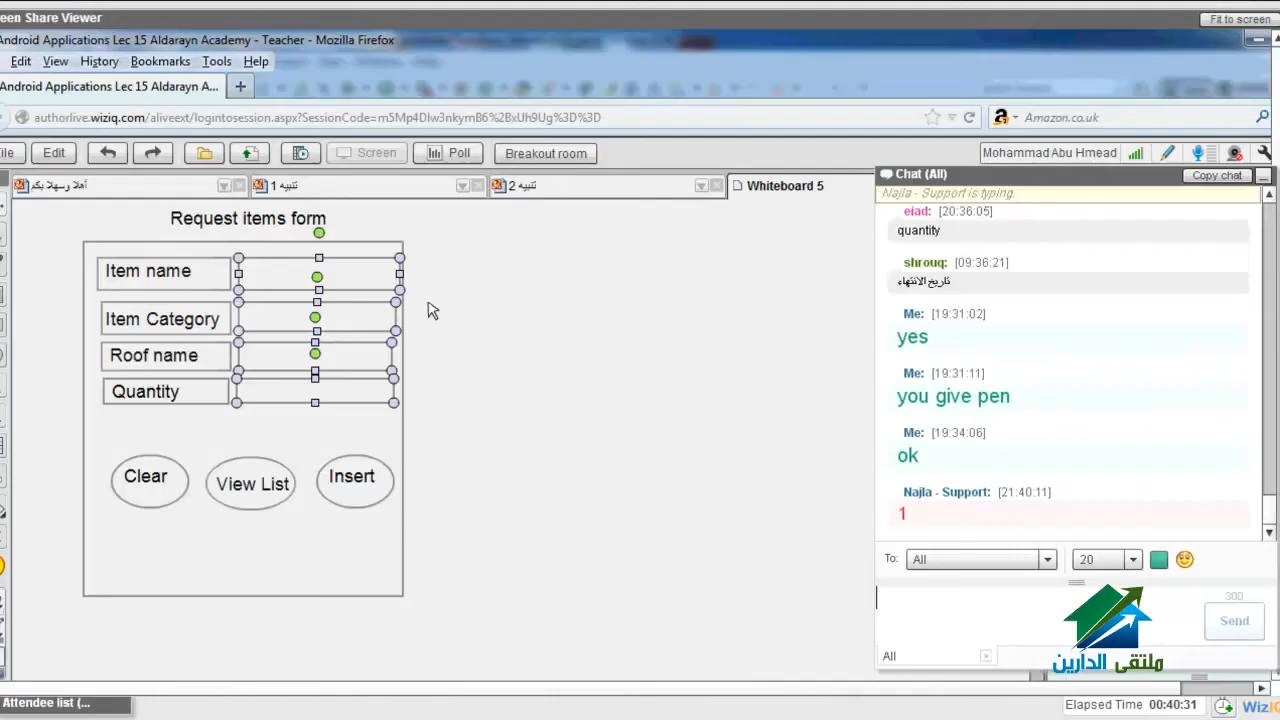 een Share Viewer
Fit to screen
Android Applications Lec 15 Aldarayn Academy - Teacher - Mozilla Firefox
Edit View History Bookmarks Tools Help
Android Applications Lec 15 Aldarayn A...
authorlive.wiziq.com/aliveext/logintosession.aspx?SessionCode=m5Mp4Dlw3nkymB6%2BxUh9Ug%3D%3D
Amazon.co.uk
ile Edit Screen Poll Breakout room Mohammad Abu Hmead
أهلا وسهلا بكم
تنبيه 1
تنبيه 2
Whiteboard 5
Request items form
Item name
Item Category
Roof name
Quantity
Clear
View List
Insert
Chat (All) Copy chat
Najla - Support is typing.
eiad: [20:36:05]
quantity
shrouq: [09:36:21]
تاريخ الانتهاء
Me: [19:31:02]
yes
Me: [19:31:11]
you give pen
Me: [19:34:06]
ok
Najla - Support: [21:40:11]
1
To: All 20
300
Send
All
ملتقى الدارين
Attendee list (...
Elapsed Time 00:40:31
WizIQ